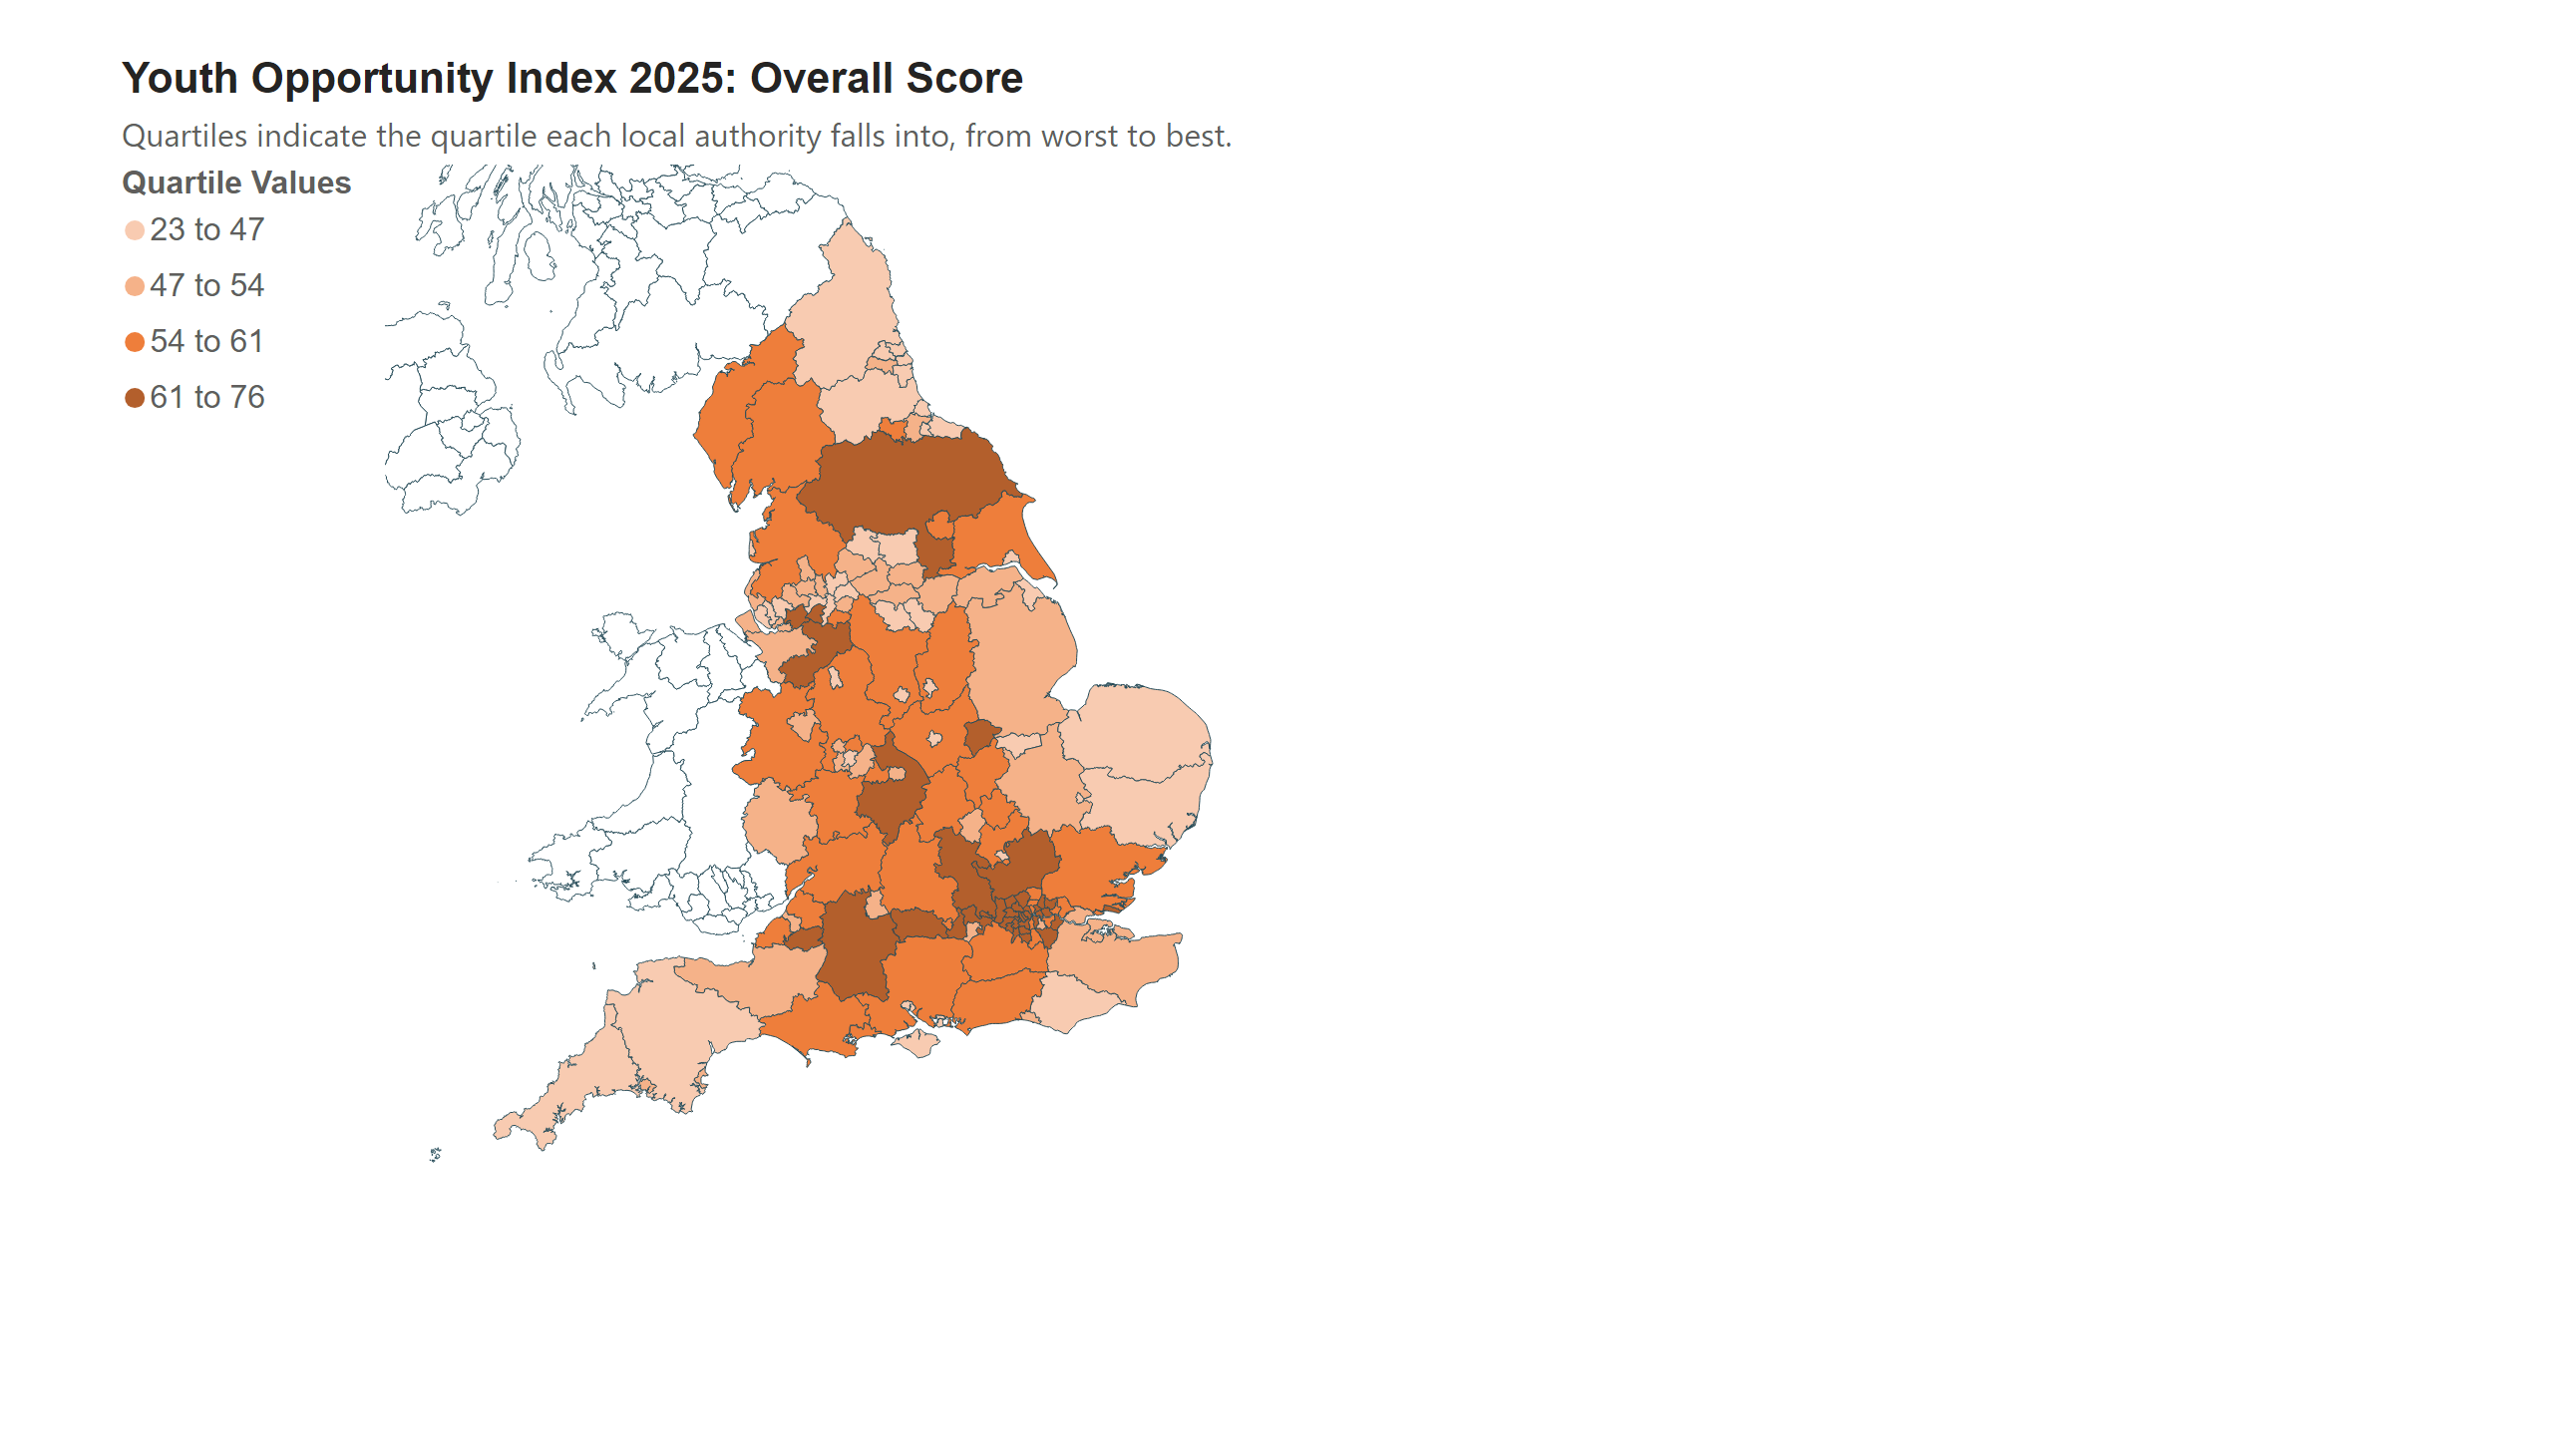 Youth Opportunity Index 2025: Overall Score
Quartiles indicate the quartile each local authority falls into, from worst to best.
Quartile Values
23 to 47
47 to 54
54 to 61
61 to 76